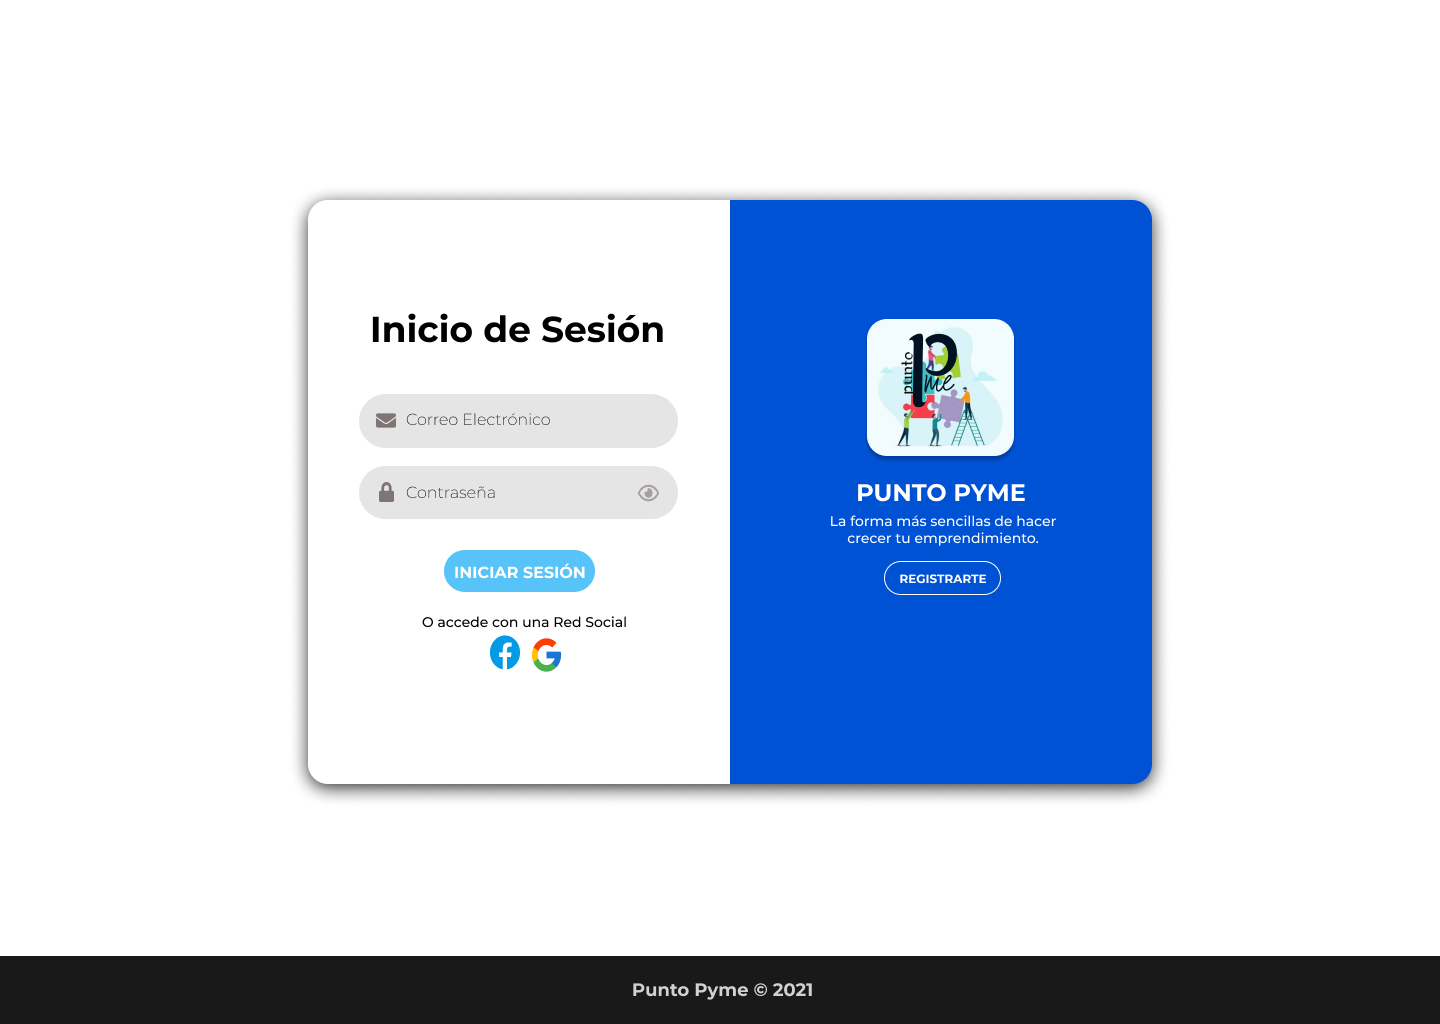 Inicio de Sesión
Correo Electrónico
Contraseña
INICIAR SESIÓN
O accede con una Red Social
punto
Pyme
PUNTO PYME
La forma más sencillas de hacer
crecer tu emprendimiento.
REGISTRARTE
Punto Pyme © 2021